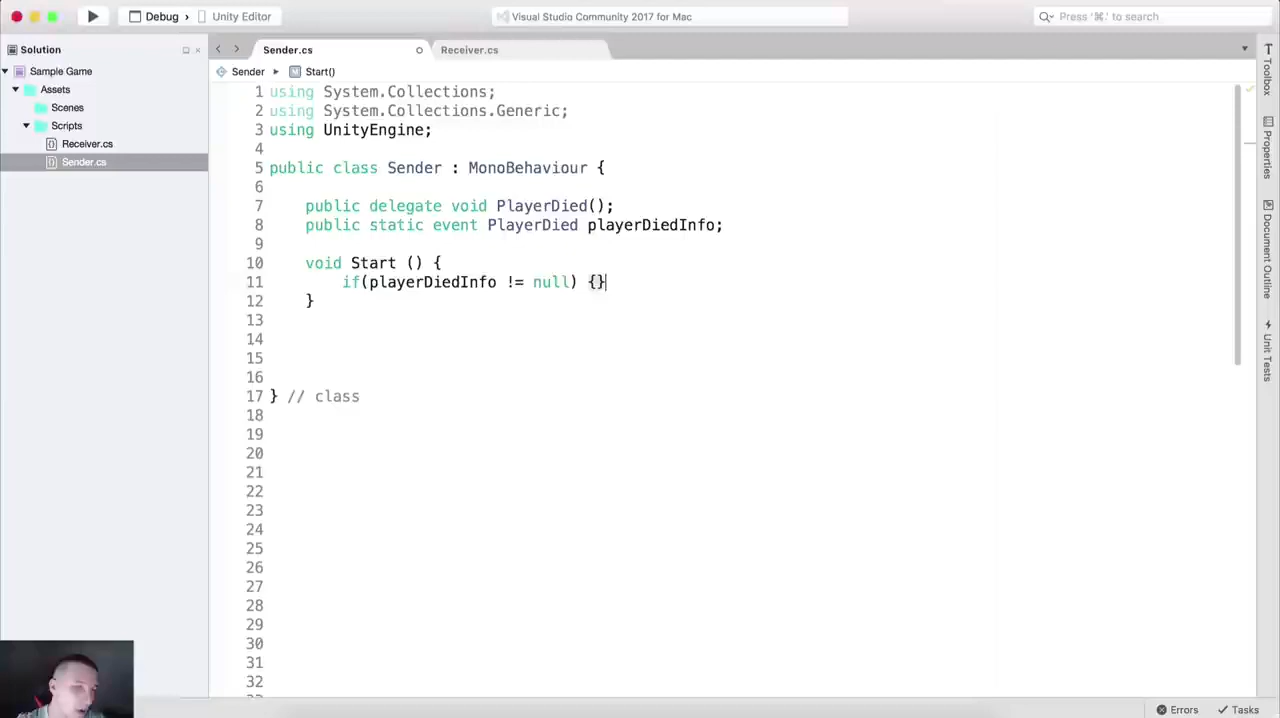 Debug › Unity Editor
Visual Studio Community 2017 for Mac
Press '⌘.' to search
Solution
Sample Game
Assets
Scenes
Scripts
Receiver.cs
Sender.cs
Sender.cs
Receiver.cs
Sender ▸ Start()
1 using System.Collections;
2 using System.Collections.Generic;
3 using UnityEngine;
4
5 public class Sender : MonoBehaviour {
6
7 public delegate void PlayerDied();
8 public static event PlayerDied playerDiedInfo;
9
10 void Start () {
11 if(playerDiedInfo != null) {}
12 }
13
14
15
16
17 } // class
18
19
20
21
22
23
24
25
26
27
28
29
30
31
32
Toolbox
Properties
Document Outline
Unit Tests
Errors
Tasks